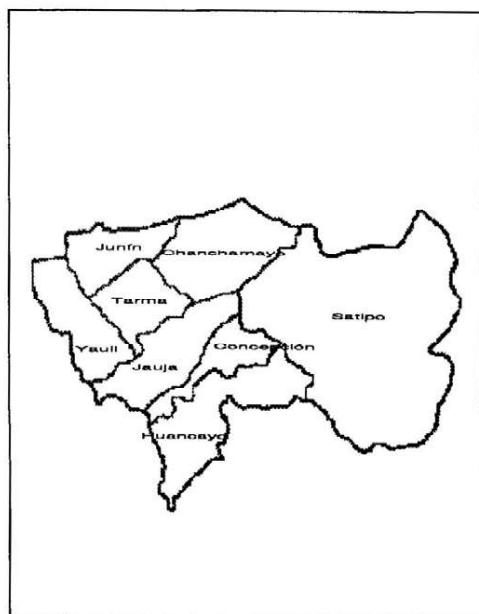 Junín
Chanchamayo
Tarma
Satipo
Yauli
Concepción
Jauja
Huancayo